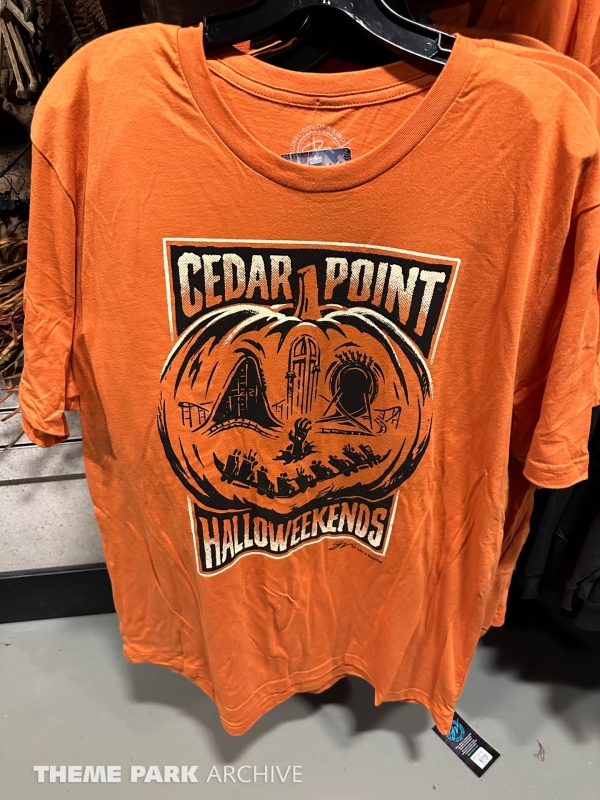 CEDAR POINT
HALLOWEEKENDS
THEME PARK ARCHIVE